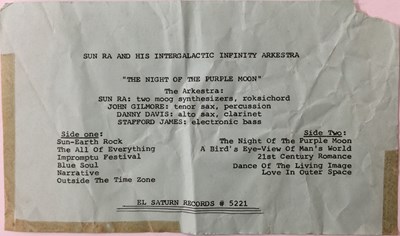 SUN RA AND HIS INTERGALACTIC INFINITY ARKESTRA
"THE NIGHT OF THE PURPLE MOON"
The Arkestra:
SUN RA: two moog synthesizers, roksichord
JOHN GILMORE: tenor sax, percussion
DANNY DAVIS: alto sax, clarinet
STAFFORD JAMES: electronic bass
Side one:
Sun-Earth Rock
The All Of Everything
Impromptu Festival
Blue Soul
Narrative
Outside The Time Zone
Side Two:
The Night Of The Purple Moon
A Bird's Eye-View Of Man's World
21st Century Romance
Dance Of The Living Image
Love In Outer Space
EL SATURN RECORDS # 5221